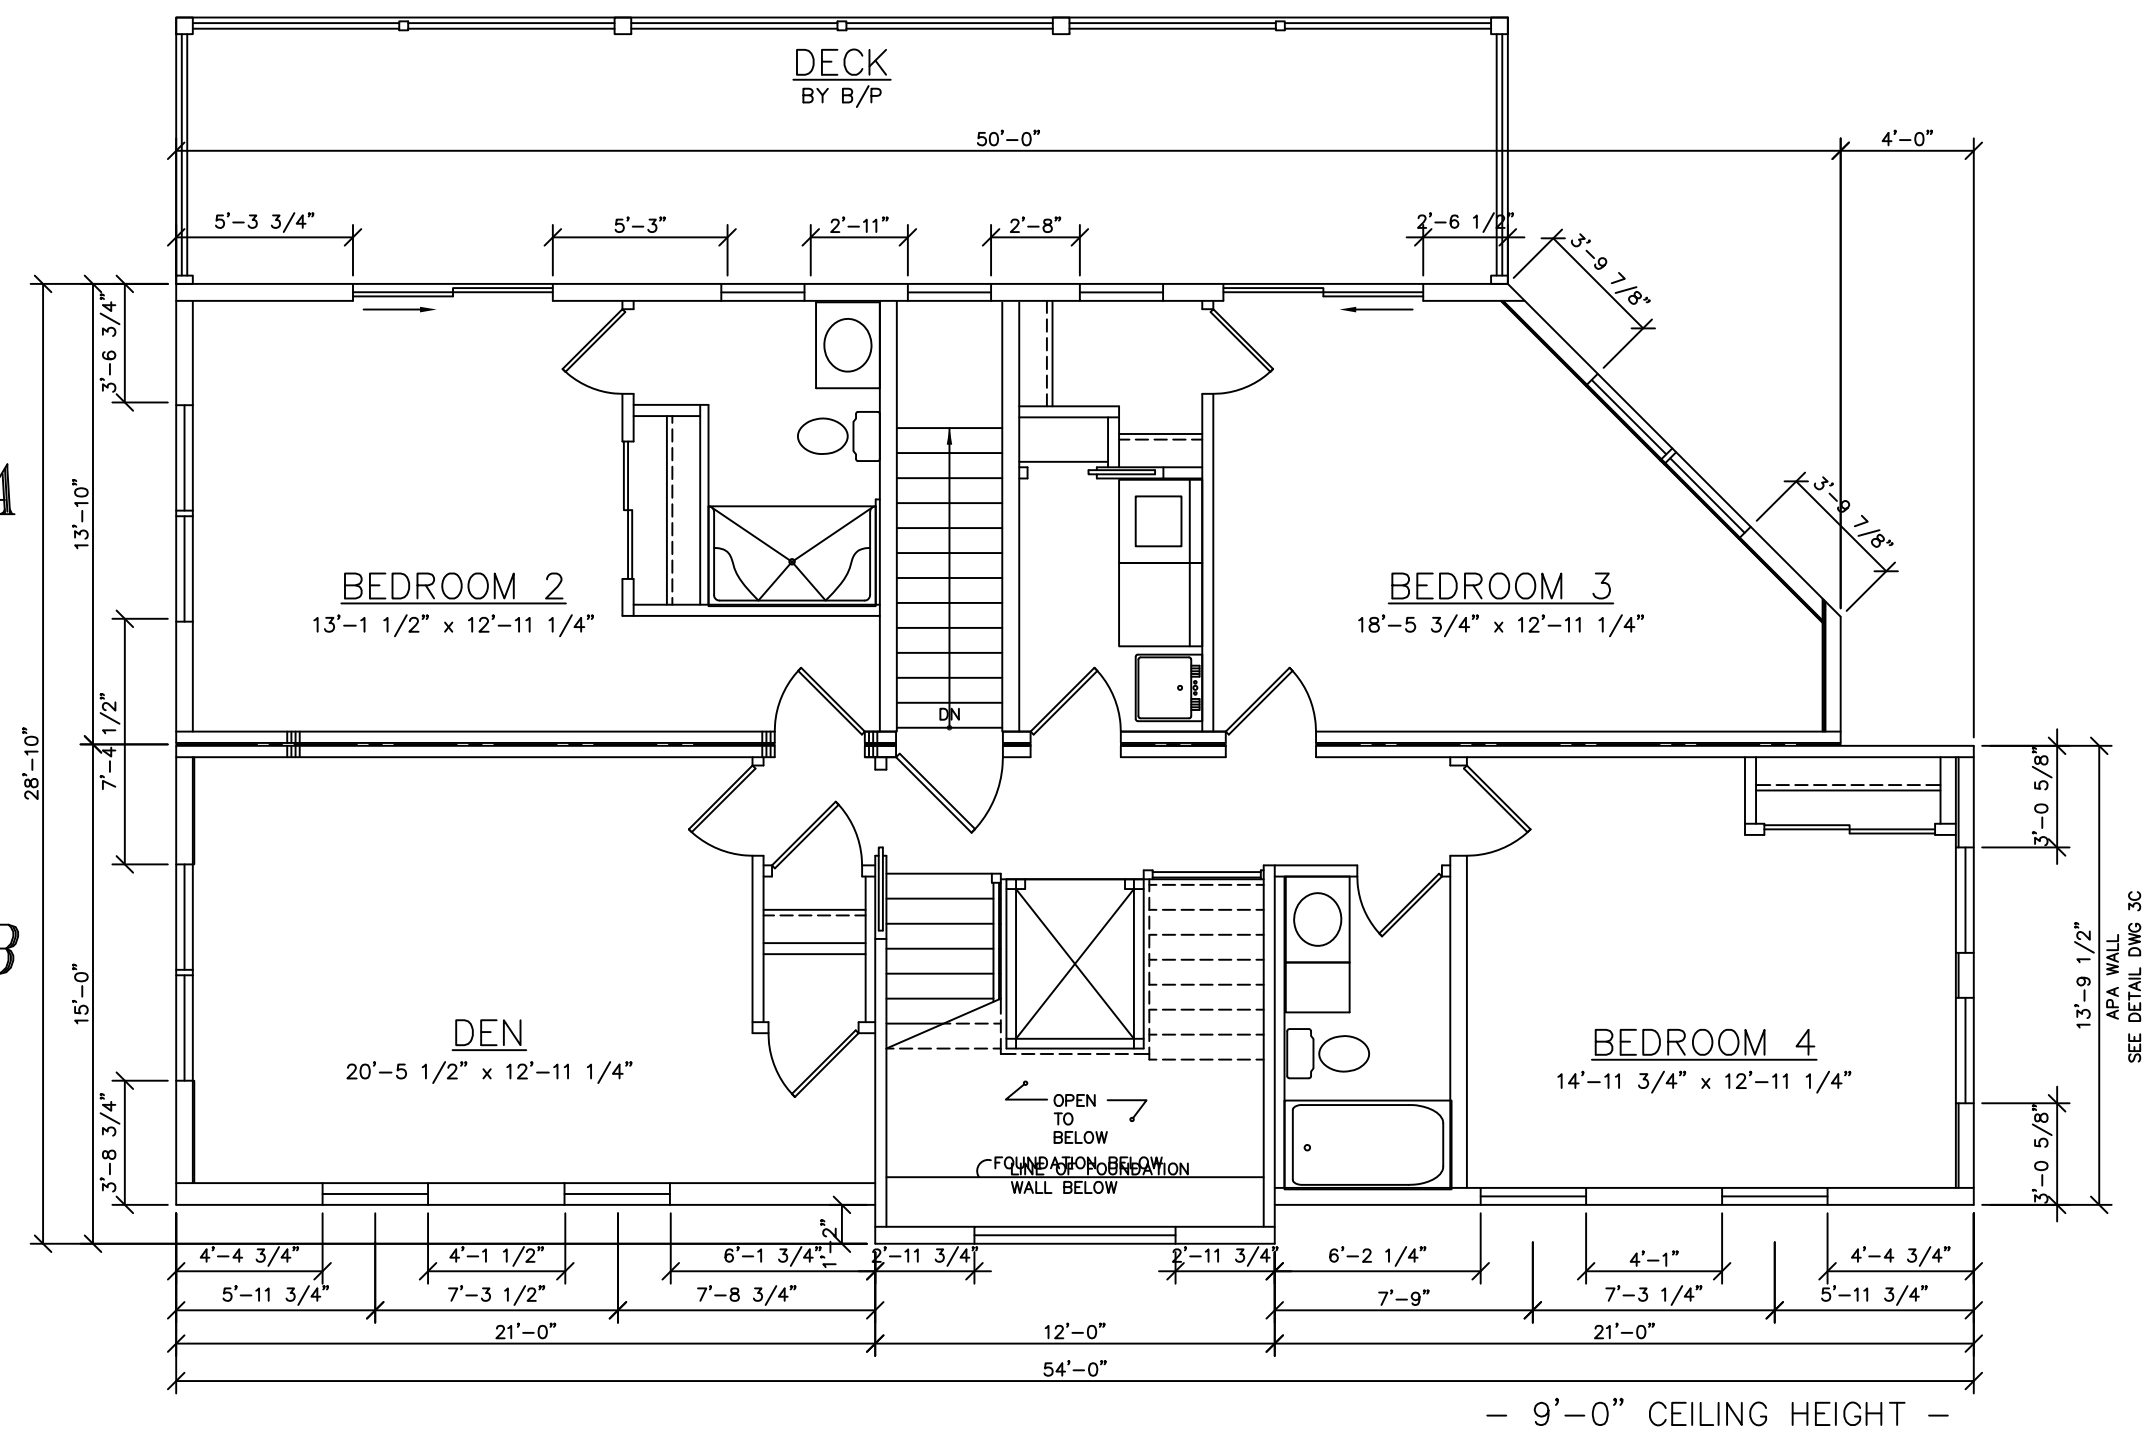 DECK
BY B/P
50'-0"
4'-0"
5'-3 3/4"
5'-3"
2'-11"
2'-8"
2'-6 1/2"
3'-9 7/8"
3'-9 7/8"
3'-6 3/4"
13'-10"
A
28'-10"
7'-4 1/2"
BEDROOM 2
13'-1 1/2" x 12'-11 1/4"
BEDROOM 3
18'-5 3/4" x 12'-11 1/4"
DN
3'-0 5/8"
B
15'-0"
DEN
20'-5 1/2" x 12'-11 1/4"
BEDROOM 4
14'-11 3/4" x 12'-11 1/4"
13'-9 1/2"
APA WALL
SEE DETAIL DWG 3C
3'-8 3/4"
OPEN
TO
BELOW
FOUNDATION BELOW
LINE OF FOUNDATION
WALL BELOW
3'-0 5/8"
1'-2"
4'-4 3/4"
4'-1 1/2"
6'-1 3/4"
2'-11 3/4"
2'-11 3/4"
6'-2 1/4"
4'-1"
4'-4 3/4"
5'-11 3/4"
7'-3 1/2"
7'-8 3/4"
7'-9"
7'-3 1/4"
5'-11 3/4"
21'-0"
12'-0"
21'-0"
54'-0"
- 9'-0" CEILING HEIGHT -